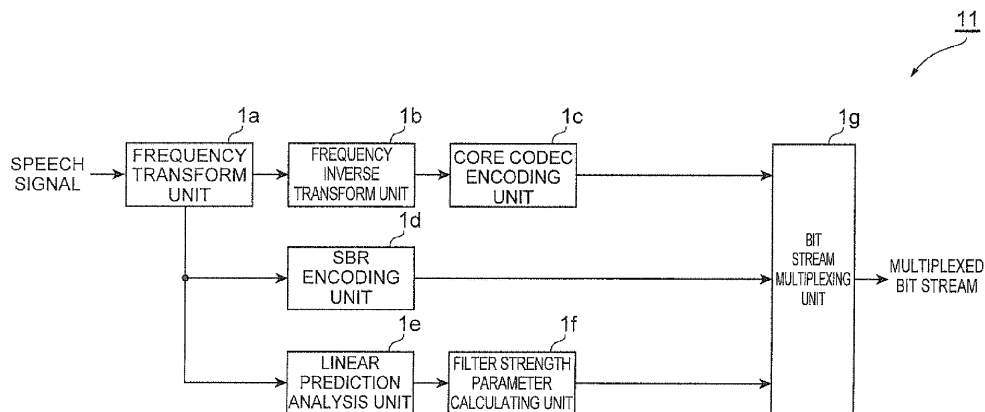 11
1a
1b
1c
1g
SPEECH
SIGNAL
FREQUENCY
TRANSFORM
UNIT
FREQUENCY
INVERSE
TRANSFORM UNIT
CORE CODEC
ENCODING
UNIT
1d
SBR
ENCODING
UNIT
BIT
STREAM
MULTIPLEXING
UNIT
MULTIPLEXED
BIT STREAM
1e
1f
LINEAR
PREDICTION
ANALYSIS UNIT
FILTER STRENGTH
PARAMETER
CALCULATING UNIT